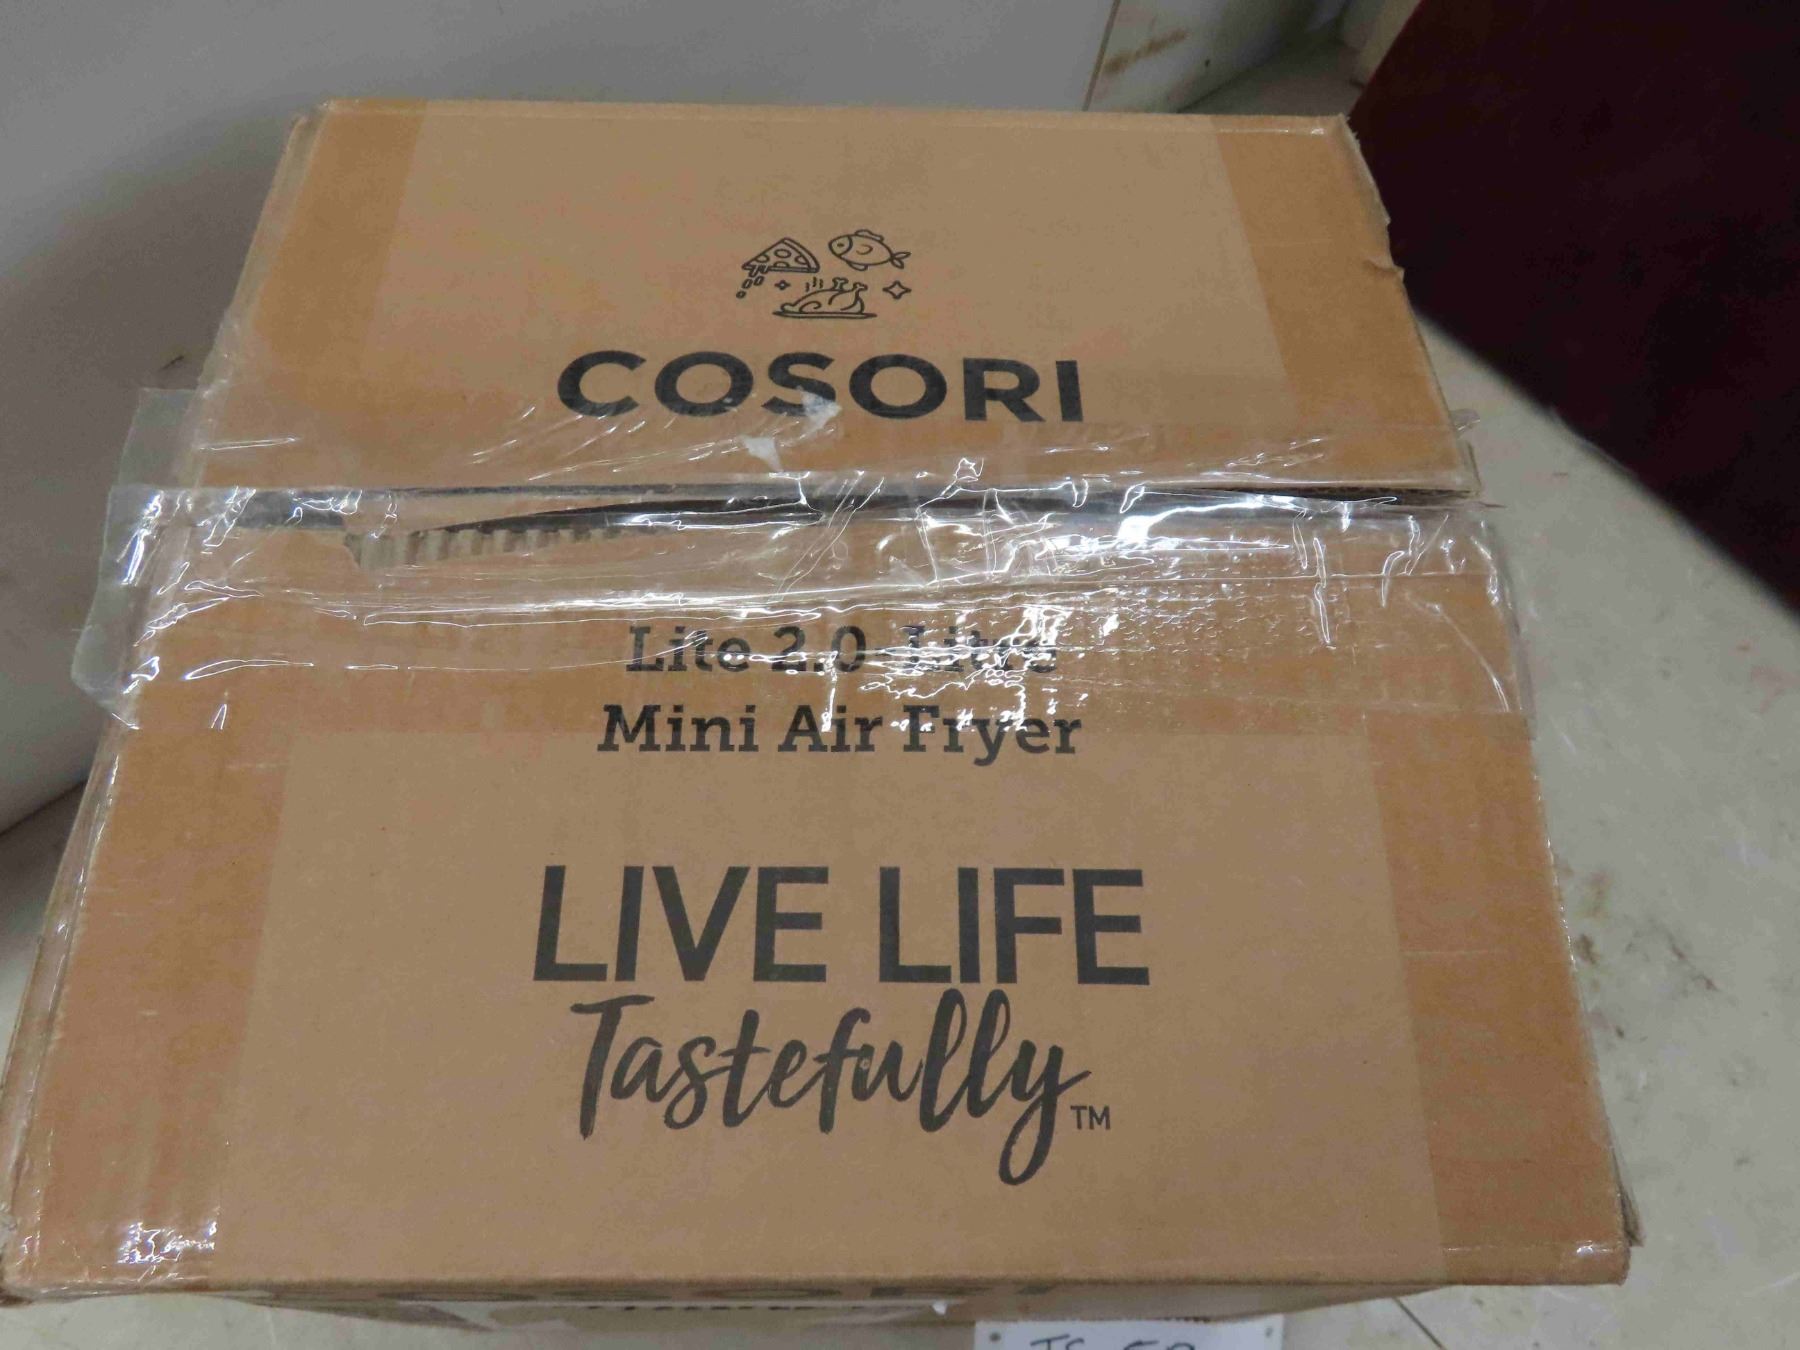 COSORI
Lite 2.0-Litre
Mini Air Fryer
LIVE LIFE
Tastefully™